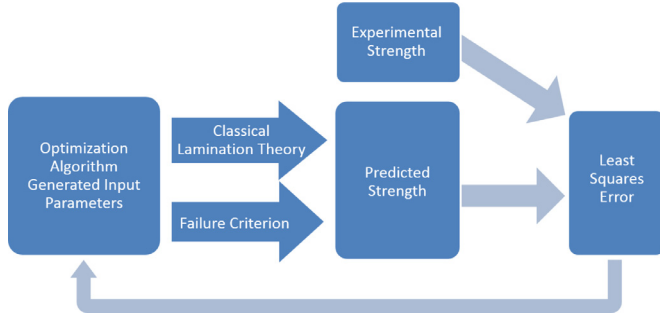 Experimental
Strength
Optimization
Algorithm
Generated Input
Parameters
Classical
Lamination Theory
Failure Criterion
Predicted
Strength
Least
Squares
Error